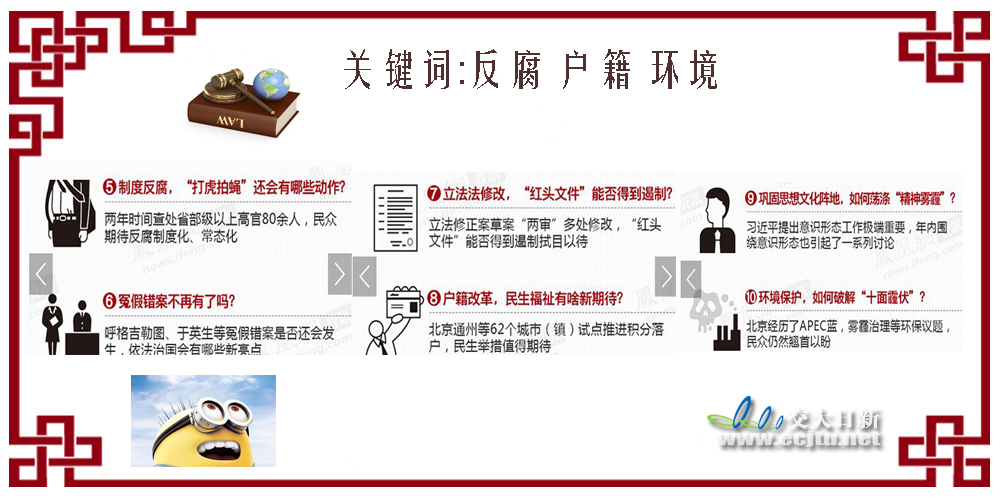 关键词:反腐 户籍 环境
LAW
5 制度反腐，“打虎拍蝇”还会有哪些动作?
两年时间查处省部级以上高官80余人，民众
期待反腐制度化、常态化
6 冤假错案不再有了吗?
呼格吉勒图、于英生等冤假错案是否还会发
生，依法治国会有哪些新亮点
7 立法法修改，“红头文件”能否得到遏制?
立法修正案草案“两审”多处修改，“红头
文件”能否得到遏制拭目以待
8 户籍改革，民生福祉有啥新期待?
北京通州等62个城市（镇）试点推进积分落
户，民生举措值得期待
9 巩固思想文化阵地，如何荡涤“精神雾霾”?
习近平提出意识形态工作极端重要，年内围
绕意识形态也引起了一系列讨论
10 环境保护，如何破解“十面霾伏”?
北京经历了APEC蓝，雾霾治理等环保议题，
民众仍然翘首以盼
news.ifeng.com
交大日新
www.ecjtu.net